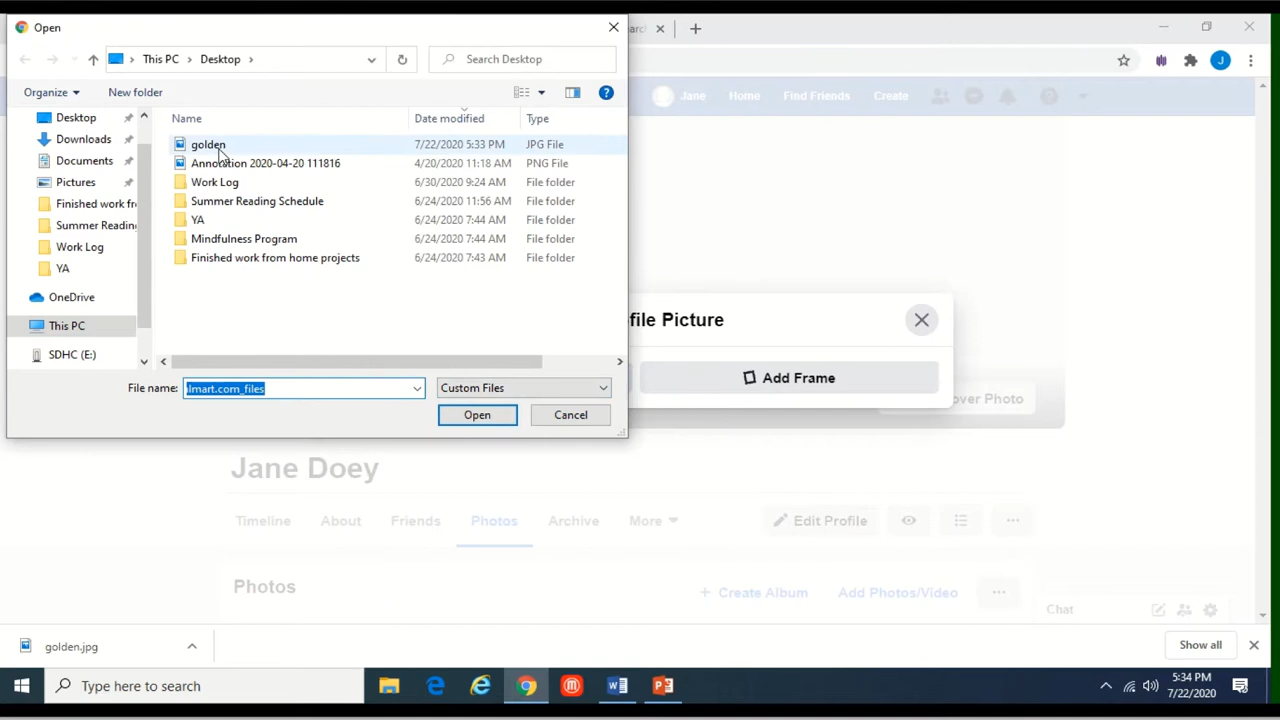 Open
arc
This PC > Desktop >
Search Desktop
Organize
New folder
Name
Date modified
Type
Desktop
Downloads
Documents
Pictures
Finished work fr
Summer Reading
Work Log
YA
OneDrive
This PC
SDHC (E:)
golden 7/22/2020 5:33 PM JPG File
Annotation 2020-04-20 111816 4/20/2020 11:18 AM PNG File
Work Log 6/30/2020 9:24 AM File folder
Summer Reading Schedule 6/24/2020 11:56 AM File folder
YA 6/24/2020 7:44 AM File folder
Mindfulness Program 6/24/2020 7:44 AM File folder
Finished work from home projects 6/24/2020 7:43 AM File folder
File name: lmart.com_files
Custom Files
Open
Cancel
J
Jane
Home
Find Friends
Create
file Picture
Add Frame
over Photo
Jane Doey
Timeline
About
Friends
Photos
Archive
More
Edit Profile
Photos
+ Create Album
Add Photos/Video
Chat
golden.jpg
Show all
Type here to search
5:34 PM
7/22/2020